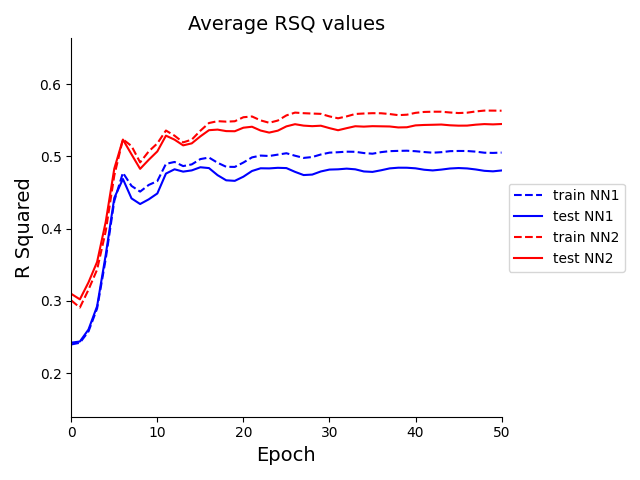 Average RSQ values
R Squared
0.6
0.5
0.4
0.3
0.2
0
10
20
30
40
50
Epoch
train NN1
test NN1
train NN2
test NN2